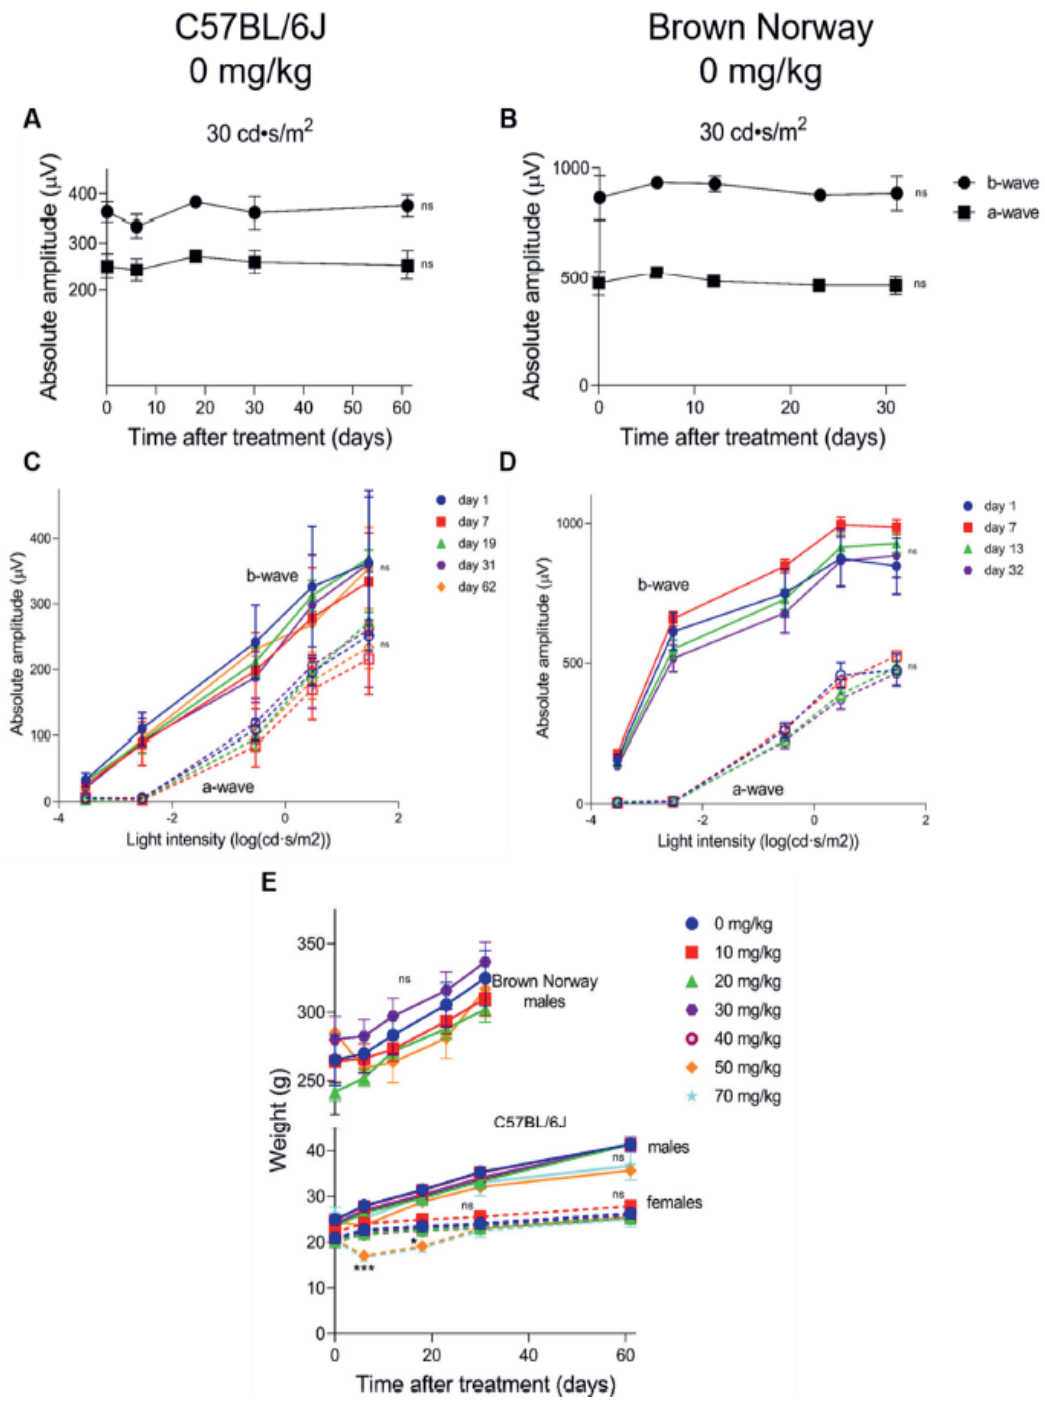 C57BL/6J
0 mg/kg
Brown Norway
0 mg/kg
A
30 cd•s/m²
Absolute amplitude (μV)
400
300
200
ns
ns
0 10 20 30 40 50 60
Time after treatment (days)
B
30 cd•s/m²
Absolute amplitude (μV)
1000
500
0
ns
ns
b-wave
a-wave
0 10 20 30
Time after treatment (days)
C
Absolute amplitude (μV)
400
300
200
100
0
b-wave
a-wave
ns
ns
day 1
day 7
day 19
day 31
day 62
-4 -2 0 2
Light intensity (log(cd·s/m2))
D
Absolute amplitude (μV)
1000
500
0
b-wave
a-wave
ns
ns
day 1
day 7
day 13
day 32
-4 -2 0 2
Light intensity (log(cd·s/m2))
E
Weight (g)
350
300
250
ns
Brown Norway
males
0 mg/kg
10 mg/kg
20 mg/kg
30 mg/kg
40 mg/kg
50 mg/kg
70 mg/kg
C57BL/6J
40
30
20
10
0
males
ns
ns
females
ns
*
***
0 20 40 60
Time after treatment (days)